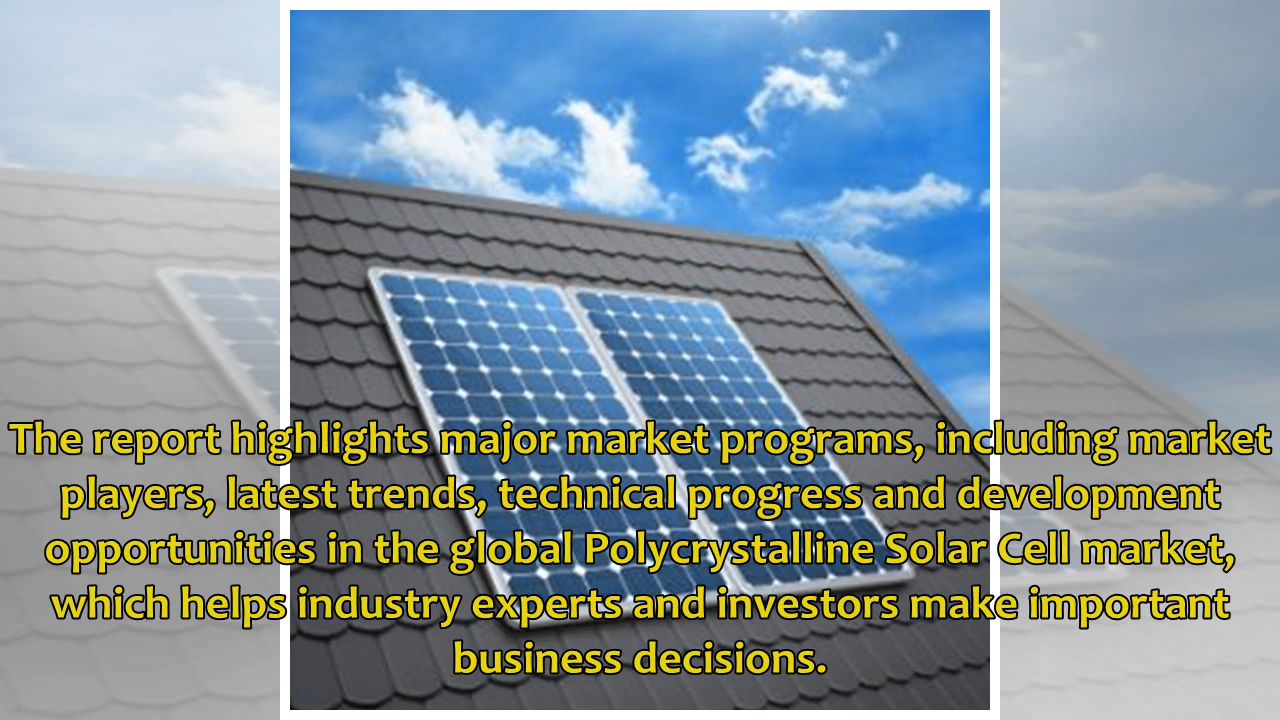 The report highlights major market programs, including market
players, latest trends, technical progress and development
opportunities in the global Polycrystalline Solar Cell market,
which helps industry experts and investors make important
business decisions.